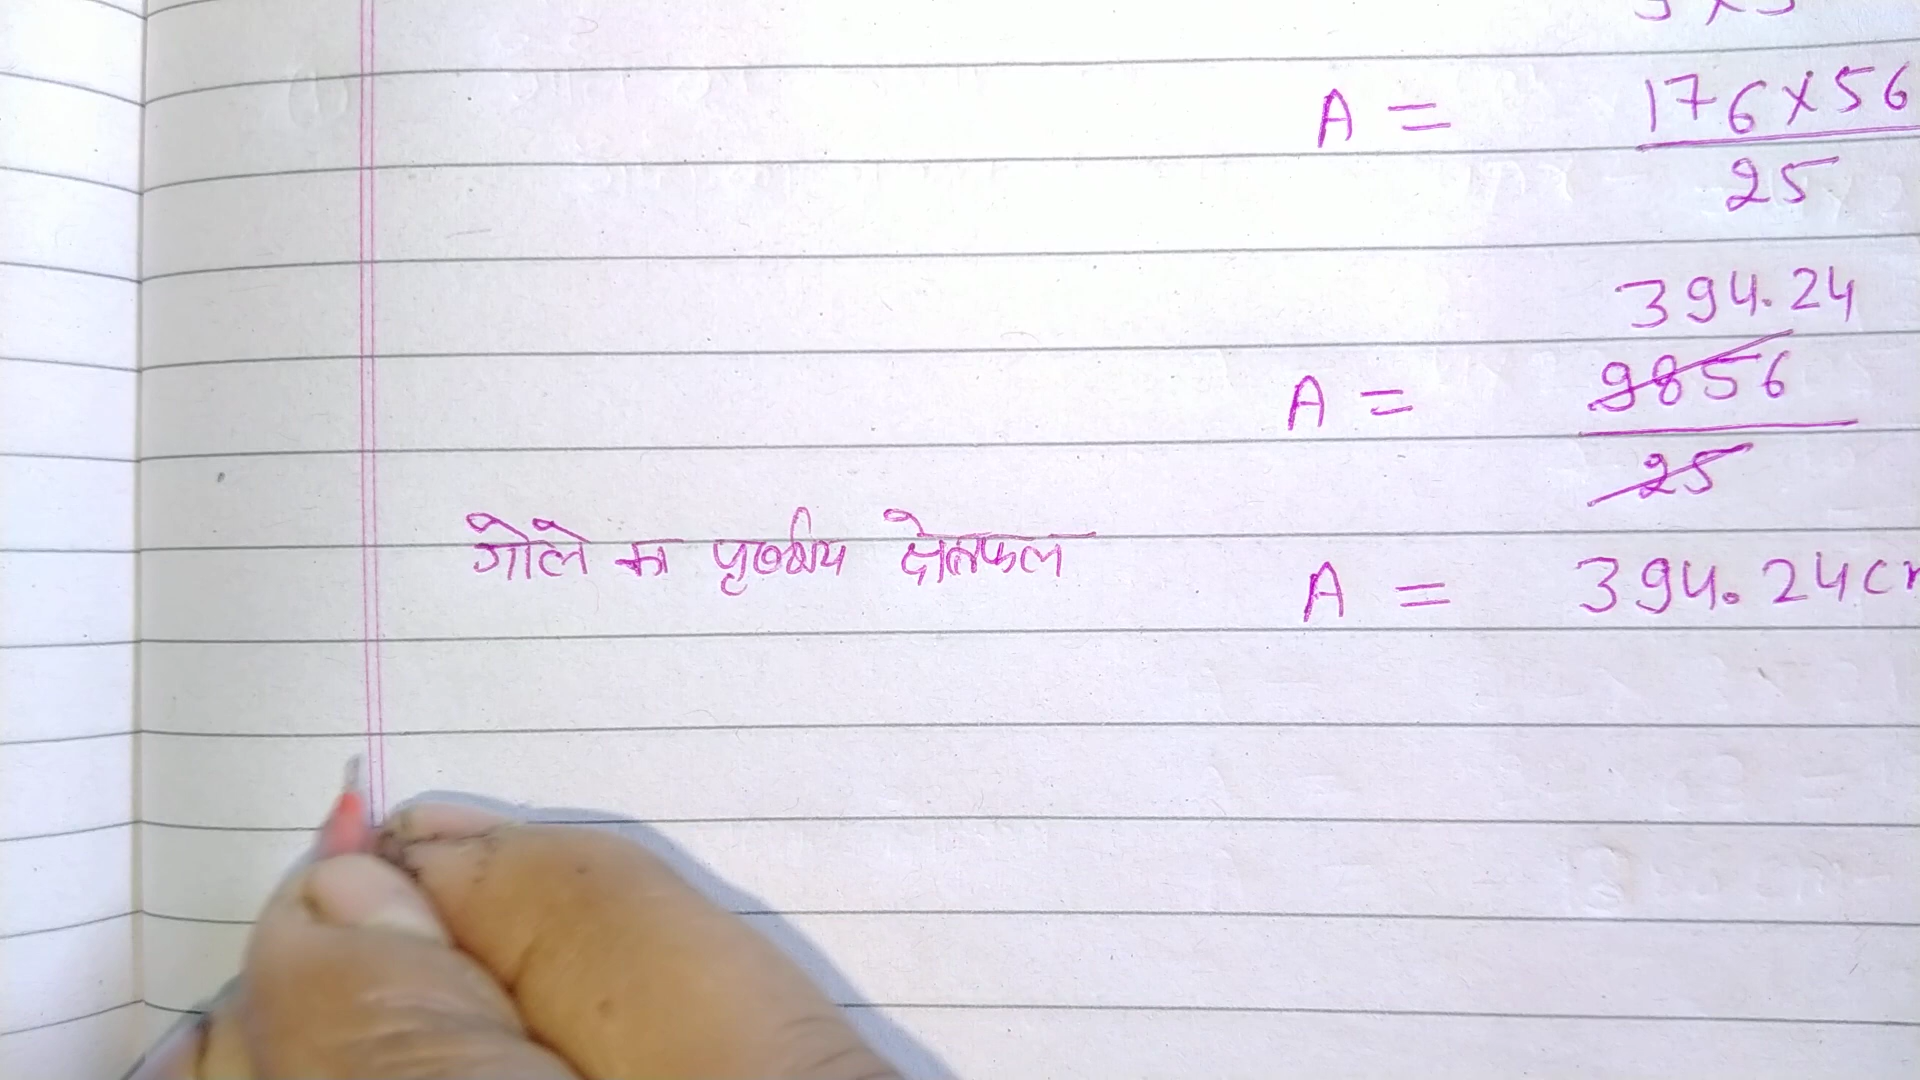 A = 176×56
25
394.24
A = 9856
25
गोले का पृष्ठीय क्षेत्रफल A = 394.24cm